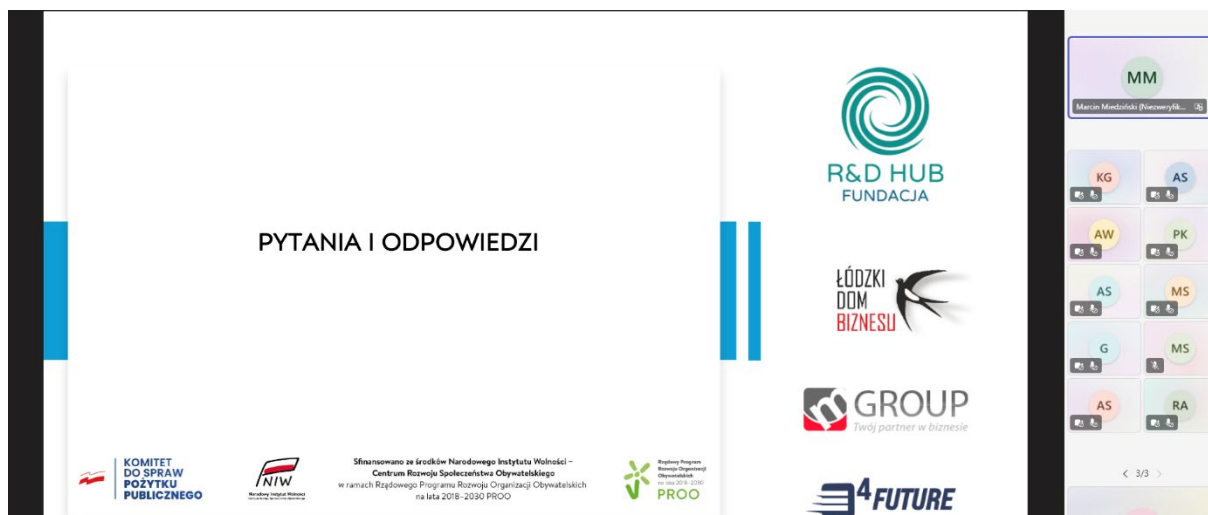 PYTANIA I ODPOWIEDZI
KOMITET
DO SPRAW
POŻYTKU
PUBLICZNEGO
NIW
Narodowy Instytut Wolności
Sfinansowano ze środków Narodowego Instytutu Wolności –
Centrum Rozwoju Społeczeństwa Obywatelskiego
w ramach Rządowego Programu Rozwoju Organizacji Obywatelskich
na lata 2018–2030 PROO
Rządowy Program
Rozwoju Organizacji
Obywatelskich
na lata 2018–2030
PROO
R&D HUB
FUNDACJA
ŁÓDZKI
DOM
BIZNESU
m GROUP
Twój partner w biznesie
4 FUTURE
MM
Marcin Miedziński (Niezweryfik...
KG AS
AW PK
AS MS
G MS
AS RA
< 3/3 >